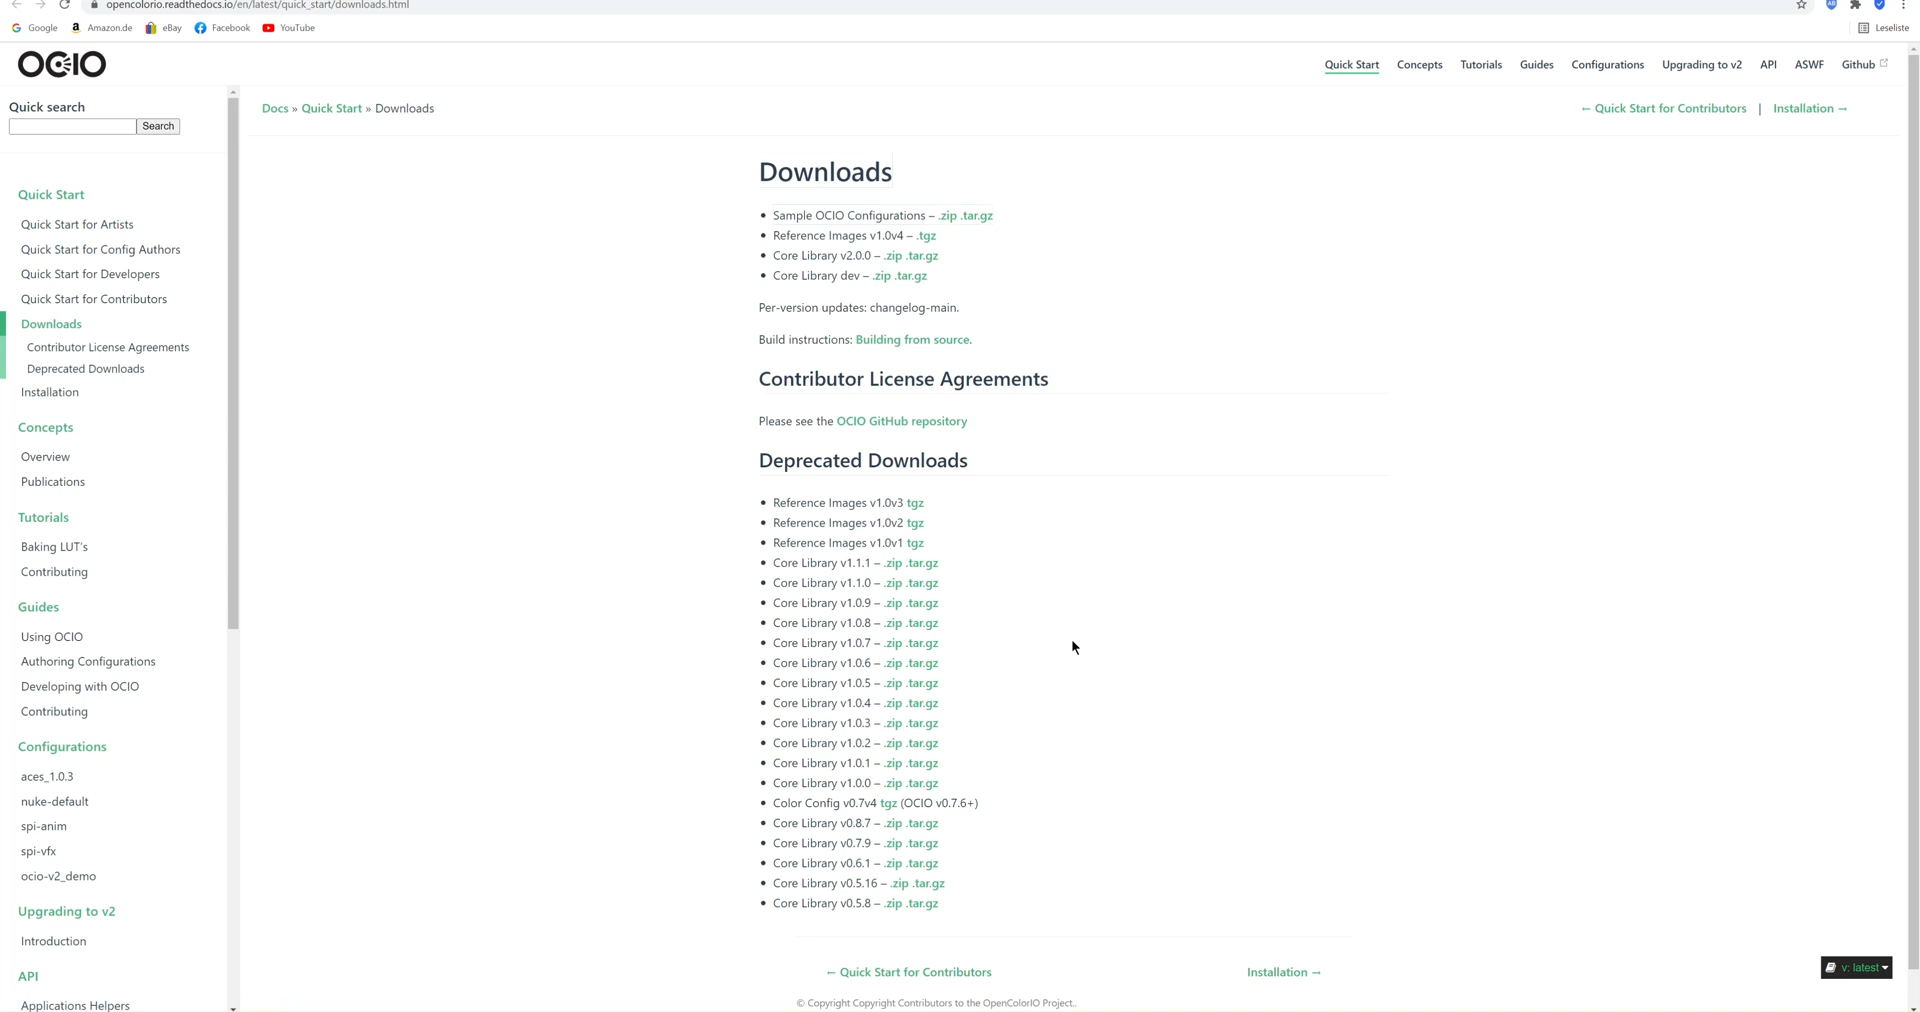 opencolorio.readthedocs.io/en/latest/quick_start/downloads.html
Google Amazon.de eBay Facebook YouTube Leseliste
OCIO
Quick Start Concepts Tutorials Guides Configurations Upgrading to v2 API ASWF Github
Quick search
Search
Quick Start
Quick Start for Artists
Quick Start for Config Authors
Quick Start for Developers
Quick Start for Contributors
Downloads
Contributor License Agreements
Deprecated Downloads
Installation
Concepts
Overview
Publications
Tutorials
Baking LUT's
Contributing
Guides
Using OCIO
Authoring Configurations
Developing with OCIO
Contributing
Configurations
aces_1.0.3
nuke-default
spi-anim
spi-vfx
ocio-v2_demo
Upgrading to v2
Introduction
API
Applications Helpers
Docs » Quick Start » Downloads
← Quick Start for Contributors | Installation →
Downloads
• Sample OCIO Configurations – .zip .tar.gz
• Reference Images v1.0v4 – .tgz
• Core Library v2.0.0 – .zip .tar.gz
• Core Library dev – .zip .tar.gz
Per-version updates: changelog-main.
Build instructions: Building from source.
Contributor License Agreements
Please see the OCIO GitHub repository
Deprecated Downloads
• Reference Images v1.0v3 tgz
• Reference Images v1.0v2 tgz
• Reference Images v1.0v1 tgz
• Core Library v1.1.1 – .zip .tar.gz
• Core Library v1.1.0 – .zip .tar.gz
• Core Library v1.0.9 – .zip .tar.gz
• Core Library v1.0.8 – .zip .tar.gz
• Core Library v1.0.7 – .zip .tar.gz
• Core Library v1.0.6 – .zip .tar.gz
• Core Library v1.0.5 – .zip .tar.gz
• Core Library v1.0.4 – .zip .tar.gz
• Core Library v1.0.3 – .zip .tar.gz
• Core Library v1.0.2 – .zip .tar.gz
• Core Library v1.0.1 – .zip .tar.gz
• Core Library v1.0.0 – .zip .tar.gz
• Color Config v0.7v4 tgz (OCIO v0.7.6+)
• Core Library v0.8.7 – .zip .tar.gz
• Core Library v0.7.9 – .zip .tar.gz
• Core Library v0.6.1 – .zip .tar.gz
• Core Library v0.5.16 – .zip .tar.gz
• Core Library v0.5.8 – .zip .tar.gz
← Quick Start for Contributors Installation →
v: latest
© Copyright Copyright Contributors to the OpenColorIO Project..